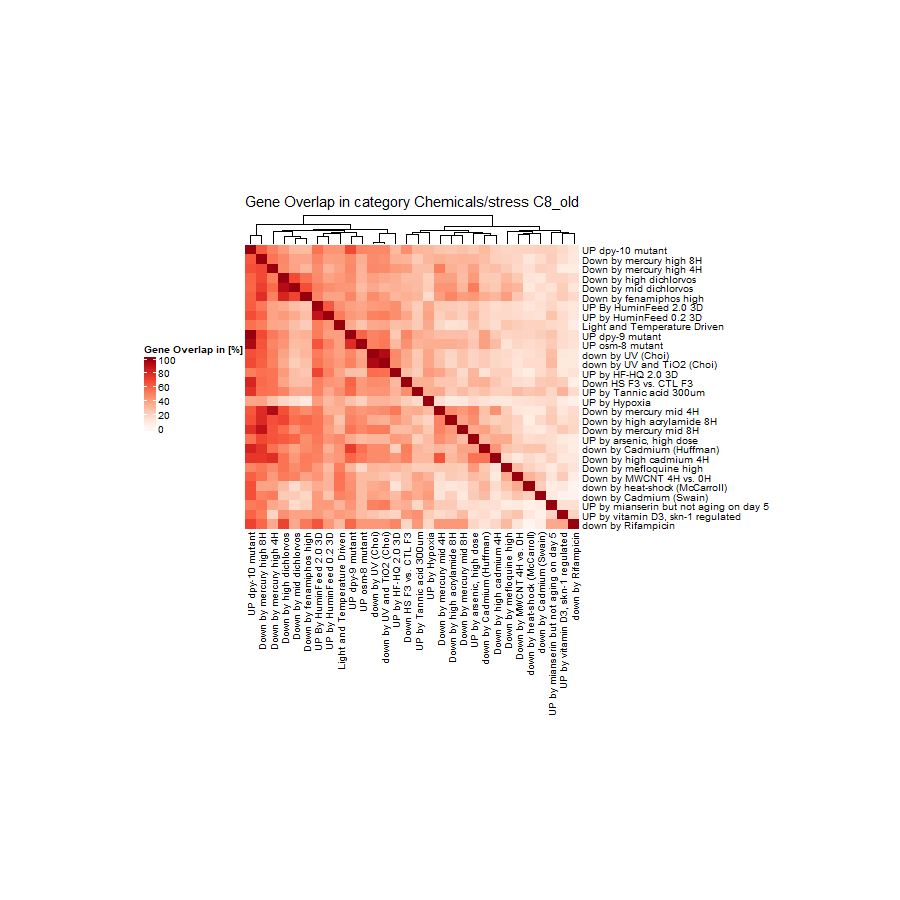 Gene Overlap in category Chemicals/stress C8_old
UP dpy-10 mutant
Down by mercury high 8H
Down by mercury high 4H
Down by high dichlorvos
Down by mid dichlorvos
Down by fenamiphos high
UP By HuminFeed 2.0 3D
UP by HuminFeed 0.2 3D
Light and Temperature Driven
UP dpy-9 mutant
UP osm-8 mutant
down by UV (Choi)
down by UV and TiO2 (Choi)
UP by HF-HQ 2.0 3D
Down HS F3 vs. CTL F3
UP by Tannic acid 300um
UP by Hypoxia
Down by mercury mid 4H
Down by high acrylamide 8H
Down by mercury mid 8H
UP by arsenic, high dose
down by Cadmium (Huffman)
Down by high cadmium 4H
Down by mefloquine high
Down by MWCNT 4H vs. 0H
down by heat-shock (McCarroll)
down by Cadmium (Swain)
UP by mianserin but not aging on day 5
UP by vitamin D3, skn-1 regulated
down by Rifampicin
Gene Overlap in [%]
100
80
60
40
20
0
UP dpy-10 mutant
Down by mercury high 8H
Down by mercury high 4H
Down by high dichlorvos
Down by mid dichlorvos
Down by fenamiphos high
UP By HuminFeed 2.0 3D
UP by HuminFeed 0.2 3D
Light and Temperature Driven
UP dpy-9 mutant
UP osm-8 mutant
down by UV (Choi)
down by UV and TiO2 (Choi)
UP by HF-HQ 2.0 3D
Down HS F3 vs. CTL F3
UP by Tannic acid 300um
UP by Hypoxia
Down by mercury mid 4H
Down by high acrylamide 8H
Down by mercury mid 8H
UP by arsenic, high dose
down by Cadmium (Huffman)
Down by high cadmium 4H
Down by mefloquine high
Down by MWCNT 4H vs. 0H
down by heat-shock (McCarroll)
down by Cadmium (Swain)
UP by mianserin but not aging on day 5
UP by vitamin D3, skn-1 regulated
down by Rifampicin